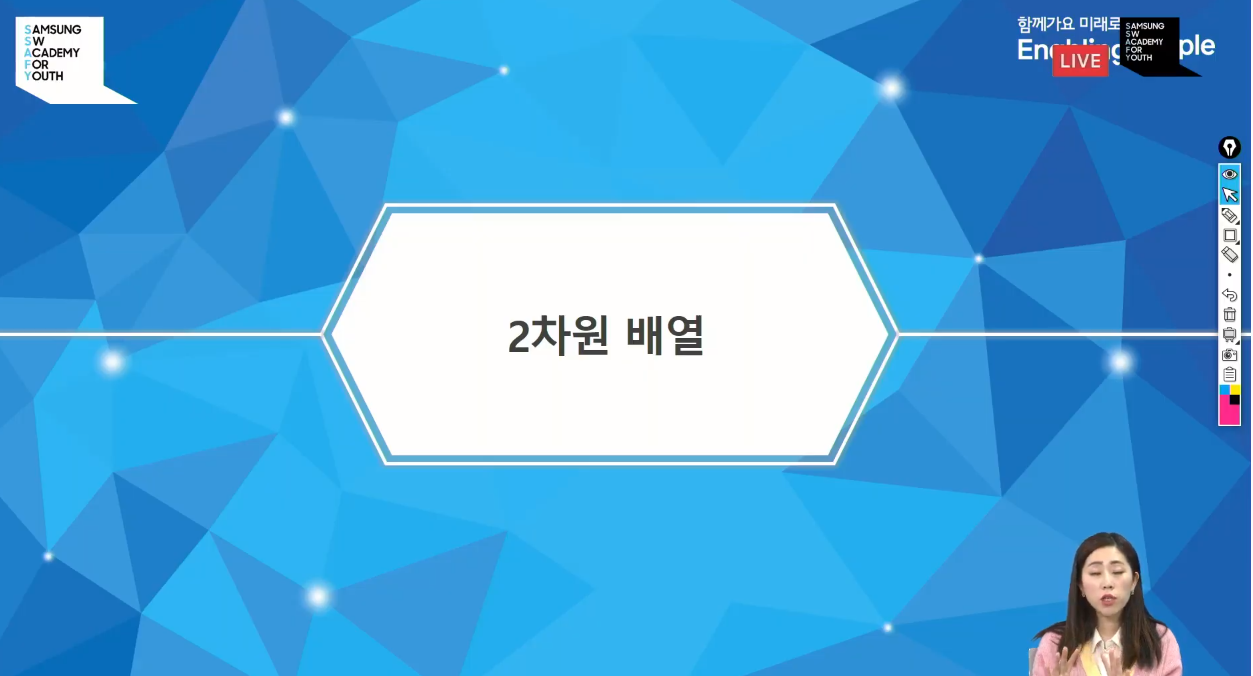 SAMSUNG
SW
ACADEMY
FOR
YOUTH
함께가요 미래로
LIVE
SAMSUNG
SW
ACADEMY
FOR
YOUTH
2차원 배열